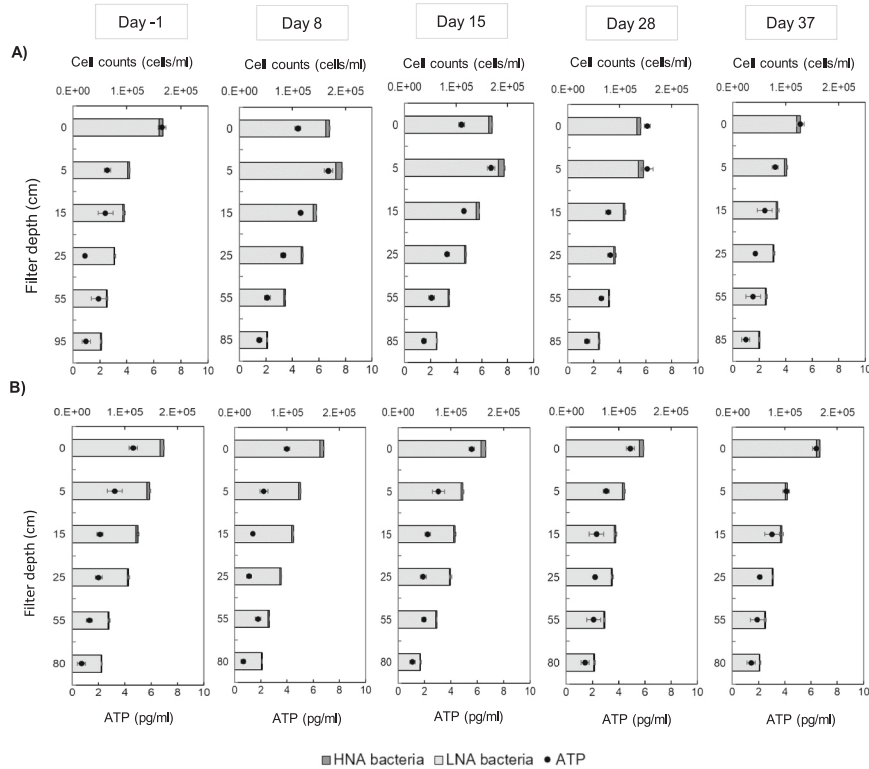 Day -1 Day 8 Day 15 Day 28 Day 37
A)
Cell counts (cells/ml) Cell counts (cells/ml) Cell counts (cells/ml) Cell counts (cells/ml) Cell counts (cells/ml)
0.E+00 1.E+05 2.E+05 0.E+00 1.E+05 2.E+05 0.E+00 1.E+05 2.E+05 0.E+00 1.E+05 2.E+05 0.E+00 1.E+05 2.E+05
Filter depth (cm)
0 0 0 0 0
5 5 5 5 5
15 15 15 15 15
25 25 25 25 25
55 55 55 55 55
95 85 85 85 85
0 2 4 6 8 10 0 2 4 6 8 10 0 2 4 6 8 10 0 2 4 6 8 10 0 2 4 6 8 10
B)
0.E+00 1.E+05 2.E+05 0.E+00 1.E+05 2.E+05 0.E+00 1.E+05 2.E+05 0.E+00 1.E+05 2.E+05 0.E+00 1.E+05 2.E+05
Filter depth (cm)
0 0 0 0 0
5 5 5 5 5
15 15 15 15 15
25 25 25 25 25
55 55 55 55 55
80 80 80 80 80
0 2 4 6 8 10 0 2 4 6 8 10 0 2 4 6 8 10 0 2 4 6 8 10 0 2 4 6 8 10
ATP (pg/ml) ATP (pg/ml) ATP (pg/ml) ATP (pg/ml) ATP (pg/ml)
HNA bacteria LNA bacteria ATP